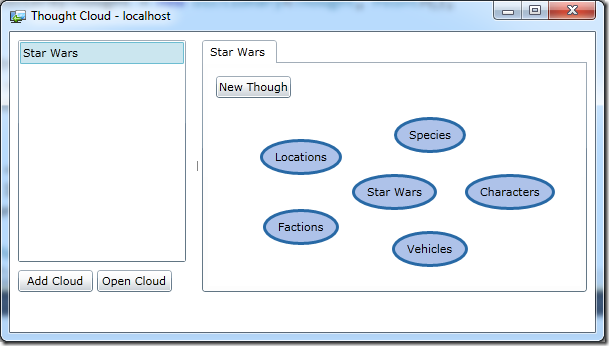 Thought Cloud - localhost
Star Wars
Star Wars
New Though
Species
Locations
Star Wars
Characters
Factions
Vehicles
Add Cloud
Open Cloud